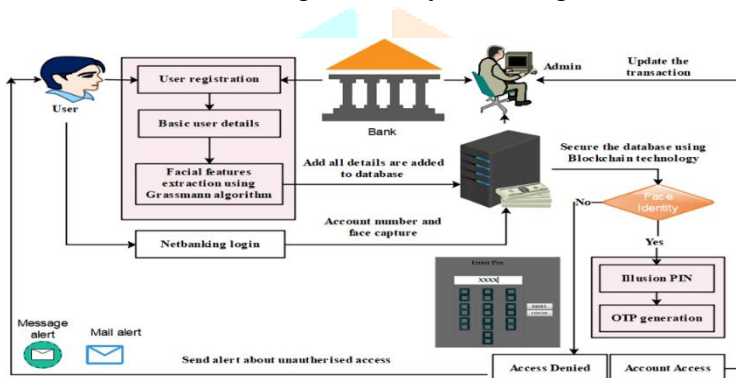 User registration
Admin
Update the
transaction
User
Bank
Basic user details
Facial features
extraction using
Grassmann algorithm
Add all details are added
to database
Secure the database using
Blockchain technology
Face
identity
No
Yes
Netbanking login
Account number and
face capture
Enter Pin
XXXX
Illusion PIN
OTP generation
Message
alert
Mail alert
Send alert about unautherised access
Access Denied
Account Access